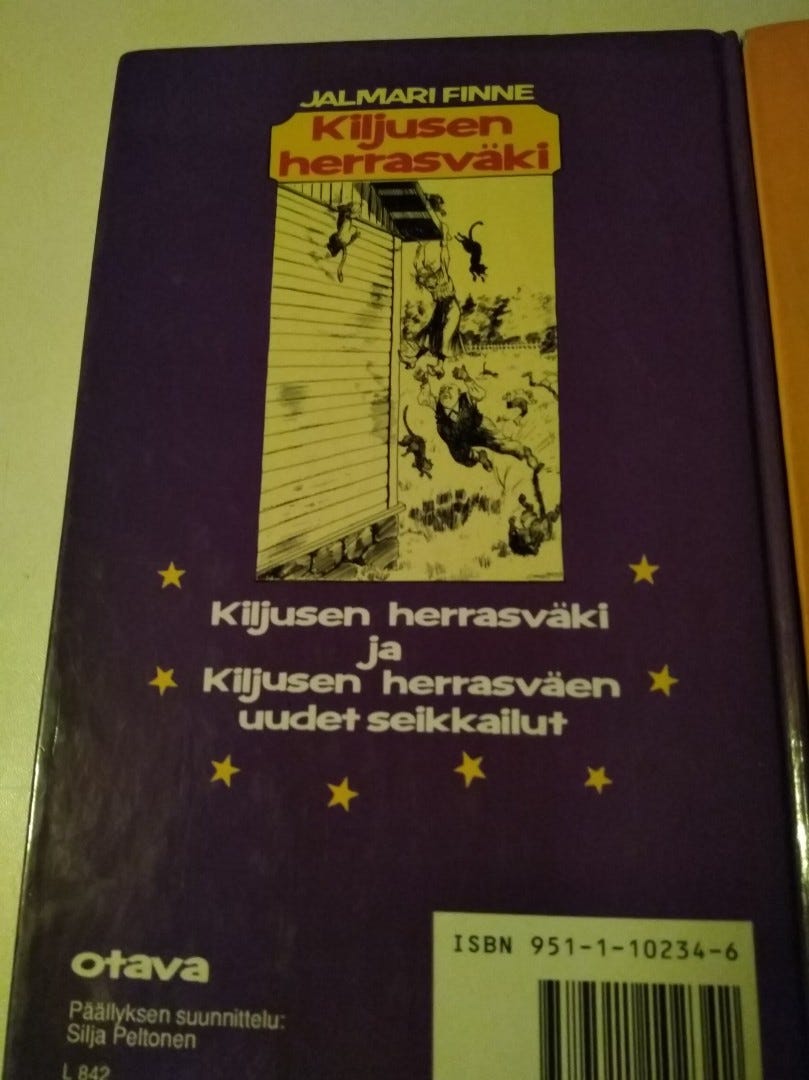 JALMARI FINNE
Kiljusen
herrasväki
Kiljusen herrasväki
ja
Kiljusen herrasväen
uudet seikkailut
otava
Päällyksen suunnittelu:
Silja Peltonen
L 842
ISBN 951-1-10234-6